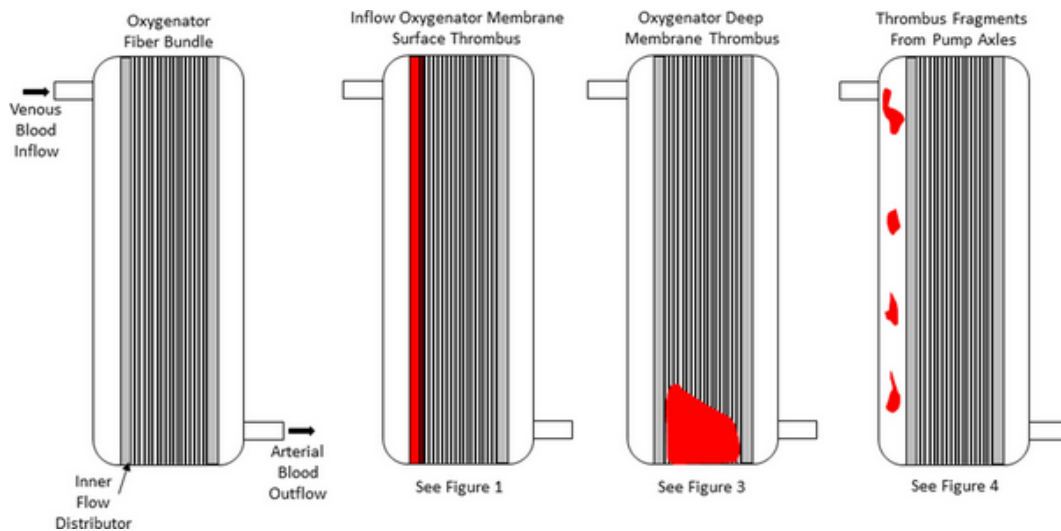 Oxygenator
Fiber Bundle
Inflow Oxygenator Membrane
Surface Thrombus
Oxygenator Deep
Membrane Thrombus
Thrombus Fragments
From Pump Axles
Venous
Blood
Inflow
Arterial
Blood
Outflow
Inner
Flow
Distributor
See Figure 1
See Figure 3
See Figure 4